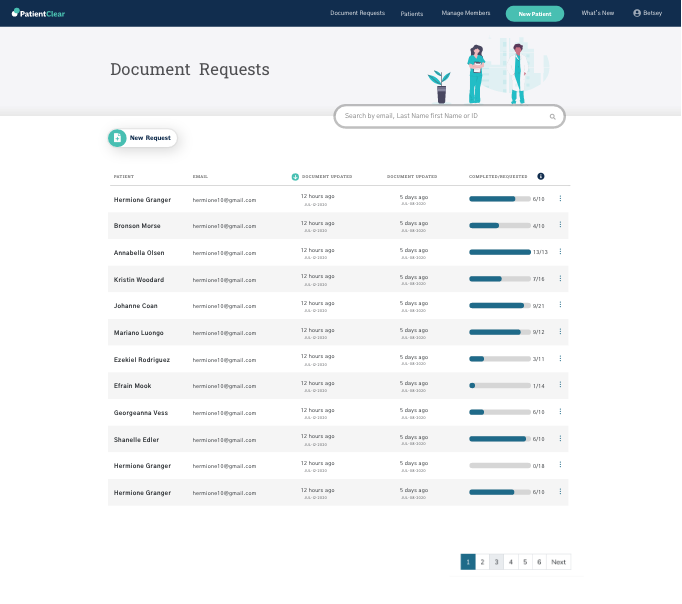 PatientClear
Document Requests Patients Manage Members New Patient What's New Betsey
Document Requests
Search by email, Last Name first Name or ID
New Request
PATIENT EMAIL DOCUMENT UPDATED DOCUMENT UPDATED COMPLETED/REQUESTED
Hermione Granger hermione10@gmail.com 12 hours ago 5 days ago 6/10
JUL-12-2020 JUL-08-2020
Bronson Morse hermione10@gmail.com 12 hours ago 5 days ago 4/10
JUL-12-2020 JUL-08-2020
Annabella Olsen hermione10@gmail.com 12 hours ago 5 days ago 13/13
JUL-12-2020 JUL-08-2020
Kristin Woodard hermione10@gmail.com 12 hours ago 5 days ago 7/16
JUL-12-2020 JUL-08-2020
Johanne Coan hermione10@gmail.com 12 hours ago 5 days ago 9/21
JUL-12-2020 JUL-08-2020
Mariano Luongo hermione10@gmail.com 12 hours ago 5 days ago 9/12
JUL-12-2020 JUL-08-2020
Ezekiel Rodriguez hermione10@gmail.com 12 hours ago 5 days ago 3/11
JUL-12-2020 JUL-08-2020
Efrain Mook hermione10@gmail.com 12 hours ago 5 days ago 1/14
JUL-12-2020 JUL-08-2020
Georgeanna Vess hermione10@gmail.com 12 hours ago 5 days ago 6/10
JUL-12-2020 JUL-08-2020
Shanelle Edler hermione10@gmail.com 12 hours ago 5 days ago 6/10
JUL-12-2020 JUL-08-2020
Hermione Granger hermione10@gmail.com 12 hours ago 5 days ago 0/18
JUL-12-2020 JUL-08-2020
Hermione Granger hermione10@gmail.com 12 hours ago 5 days ago 6/10
JUL-12-2020 JUL-08-2020
1 2 3 4 5 6 Next